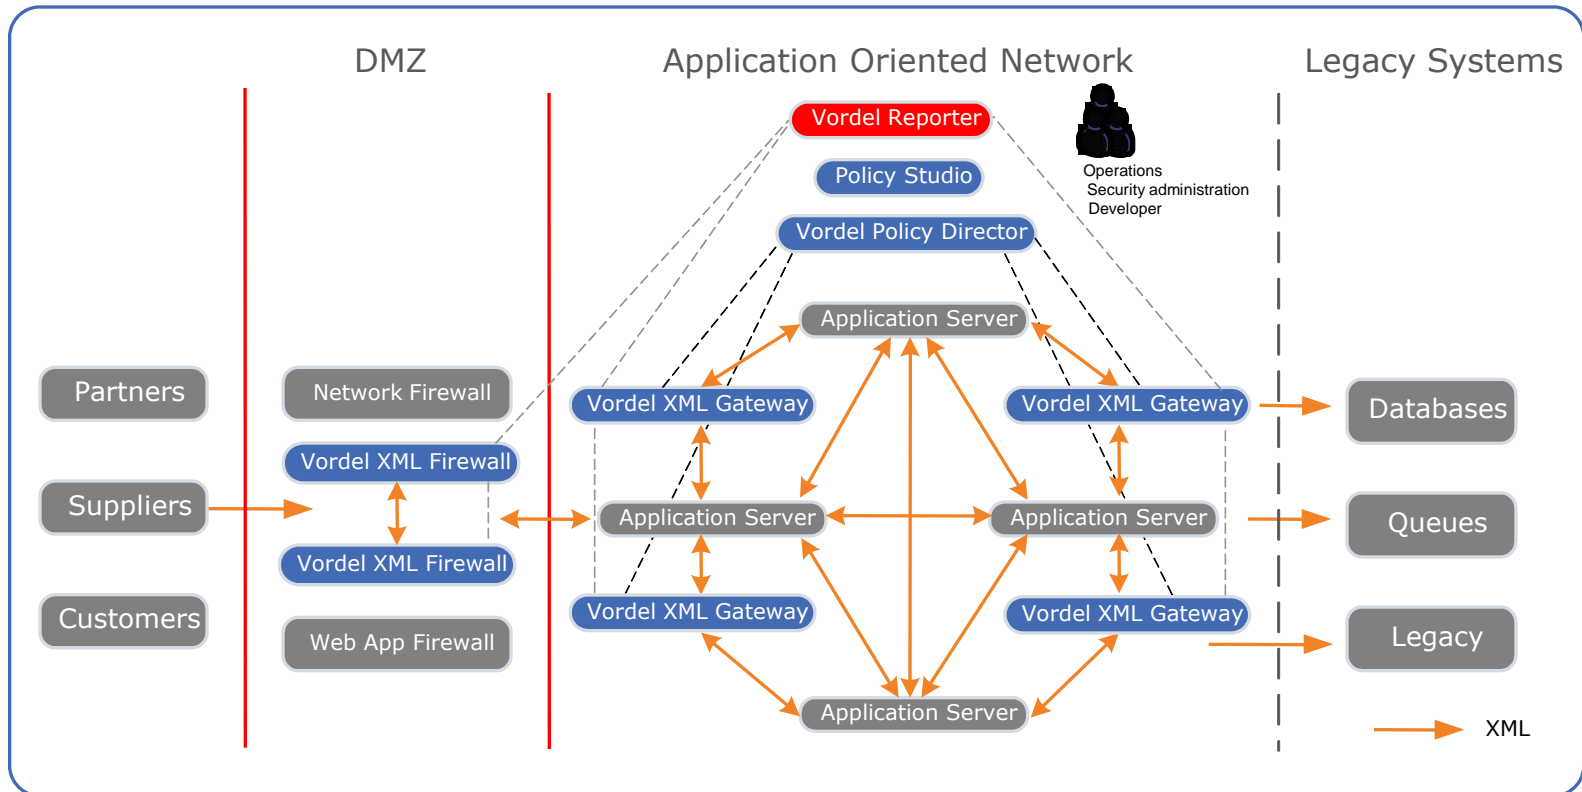 DMZ
Application Oriented Network
Legacy Systems
Vordel Reporter
Policy Studio
Operations
Security administration
Developer
Vordel Policy Director
Application Server
Partners
Network Firewall
Vordel XML Gateway
Vordel XML Gateway
Databases
Vordel XML Firewall
Suppliers
Application Server
Application Server
Queues
Vordel XML Firewall
Customers
Vordel XML Gateway
Vordel XML Gateway
Web App Firewall
Legacy
Application Server
XML